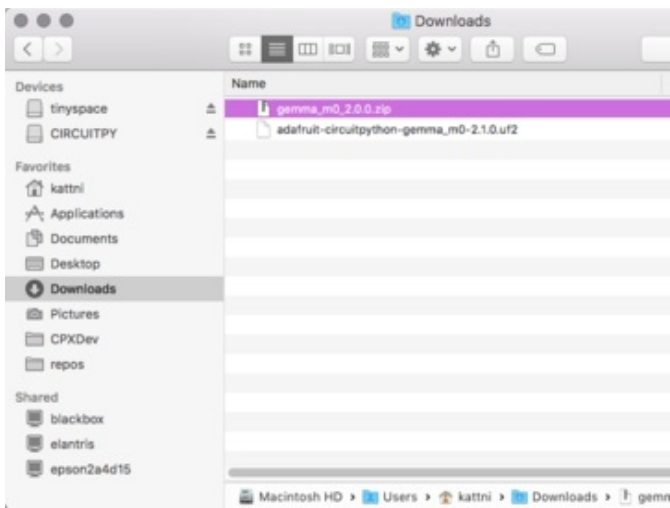 Downloads
Devices
tinyspace
CIRCUITPY
Favorites
kattni
Applications
Documents
Desktop
Downloads
Pictures
CPXDev
repos
Shared
blackbox
elantris
epson2a4d15
Name
gemma_m0_2.0.0.zip
adafruit-circuitpython-gemma_m0-2.1.0.uf2
Macintosh HD › Users › kattni › Downloads › gemm